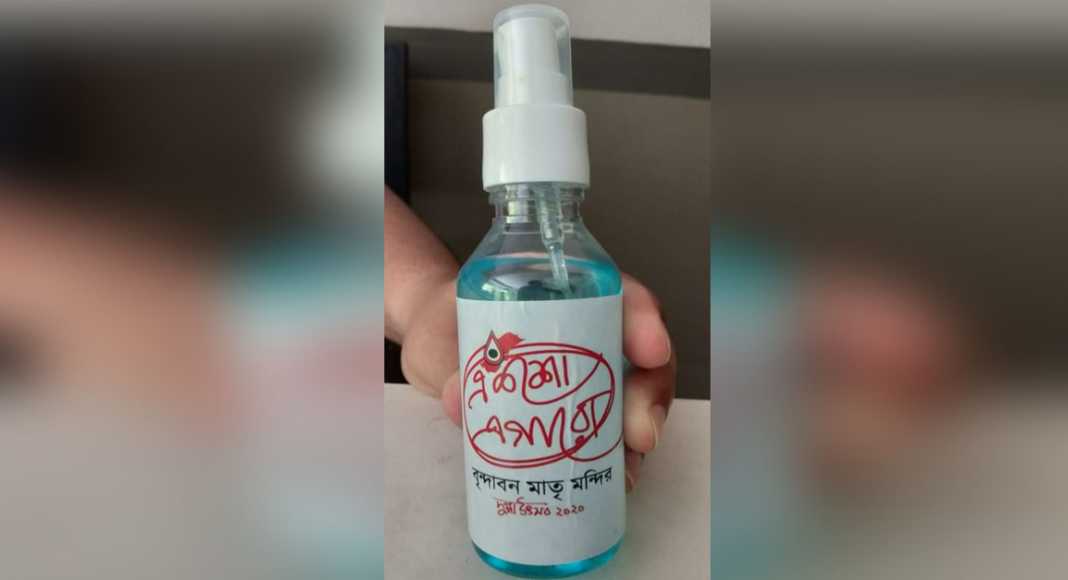 একশো
এগারো
বৃন্দাবন মাতৃ মন্দির
দুর্গোৎসব ২০২০